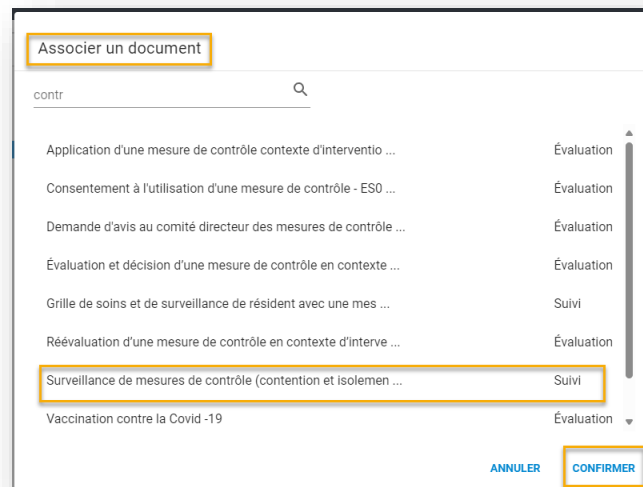 Associer un document
contr
Application d'une mesure de contrôle contexte d'interventio ... Évaluation
Consentement à l'utilisation d'une mesure de contrôle - ES0 ... Évaluation
Demande d'avis au comité directeur des mesures de contrôle ... Évaluation
Évaluation et décision d’une mesure de contrôle en contexte ... Évaluation
Grille de soins et de surveillance de résident avec une mes ... Suivi
Réévaluation d’une mesure de contrôle en contexte d’interve ... Évaluation
Surveillance de mesures de contrôle (contention et isolemen ... Suivi
Vaccination contre la Covid -19 Évaluation
ANNULER CONFIRMER